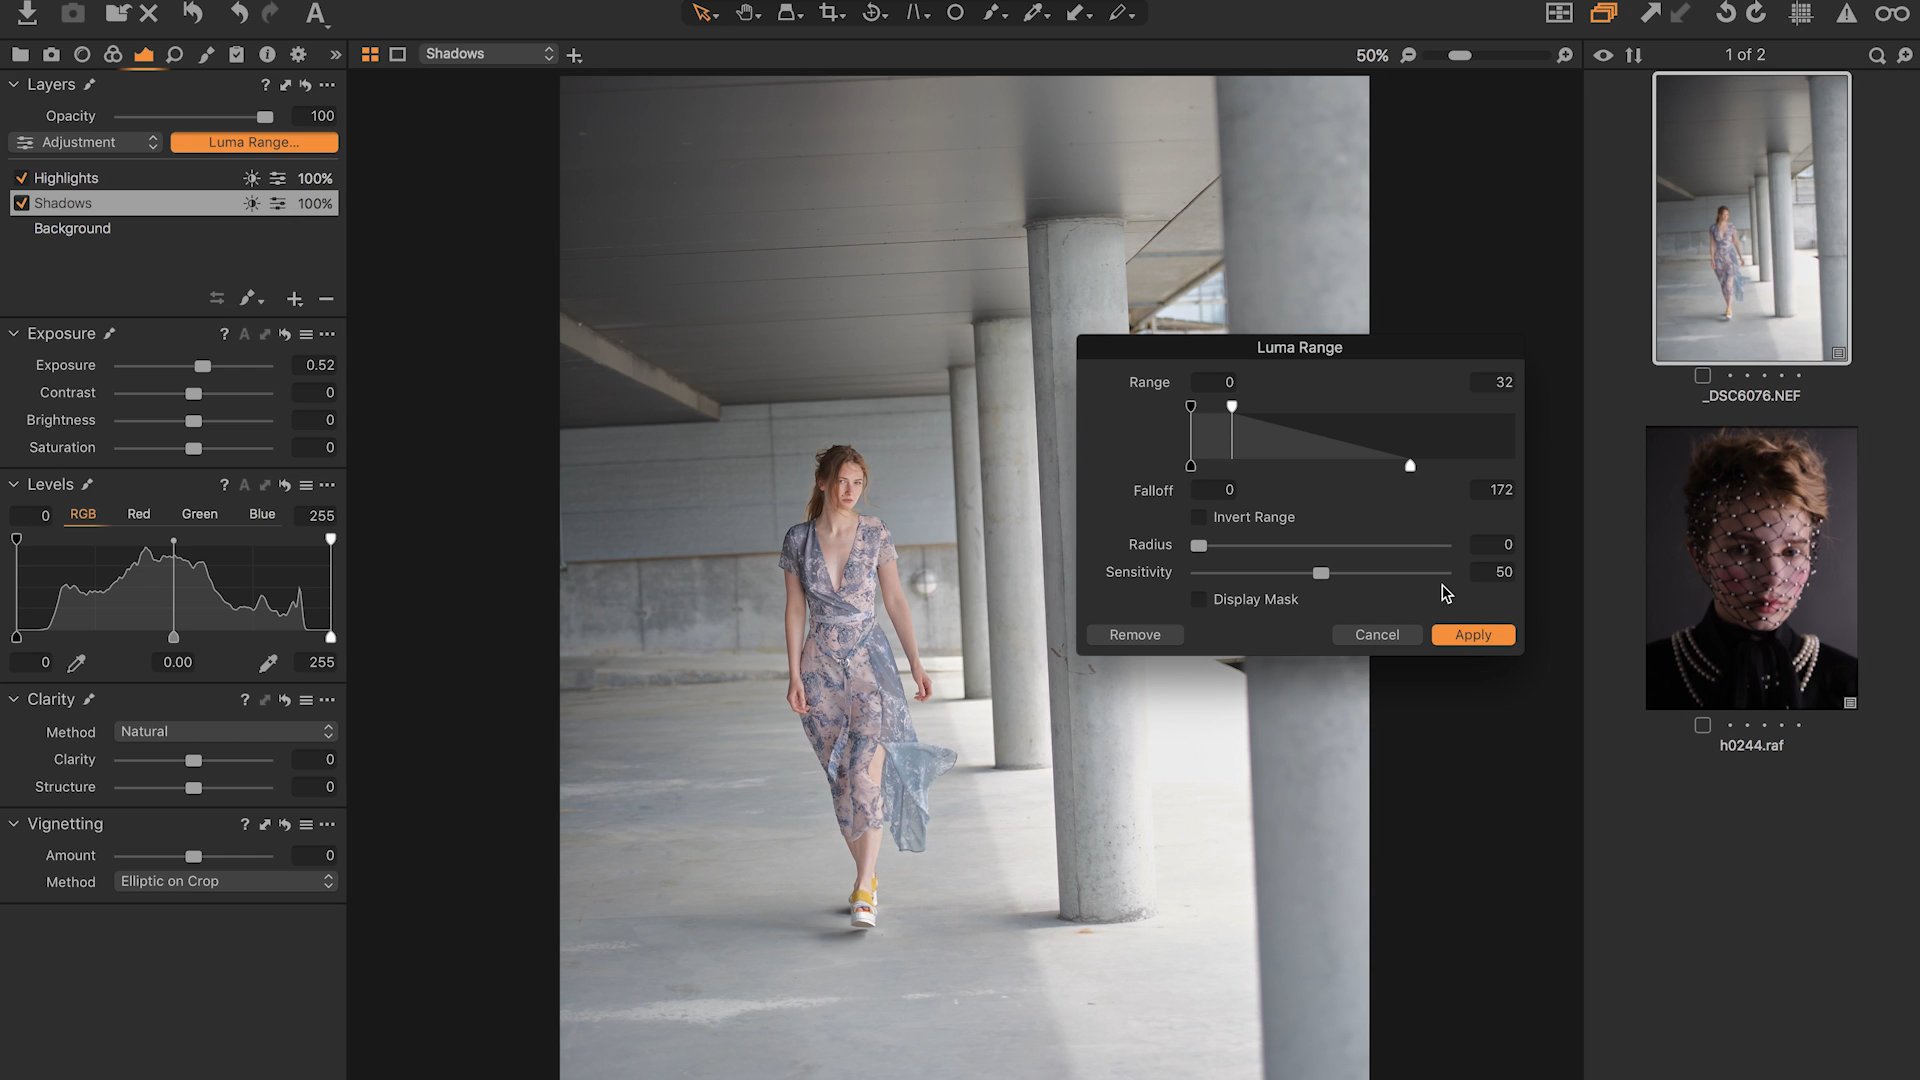 A
Shadows
50%
1 of 2
Layers
?
Opacity 100
Adjustment Luma Range...
Highlights 100%
Shadows 100%
Background
Exposure ? A
Exposure 0.52
Contrast 0
Brightness 0
Saturation 0
Levels ? A
0 RGB Red Green Blue 255
0 0.00 255
Clarity ?
Method Natural
Clarity 0
Structure 0
Vignetting ?
Amount 0
Method Elliptic on Crop
Luma Range
Range 0 32
Falloff 0 172
Invert Range
Radius 0
Sensitivity 50
Display Mask
Remove Cancel Apply
_DSC6076.NEF
h0244.raf